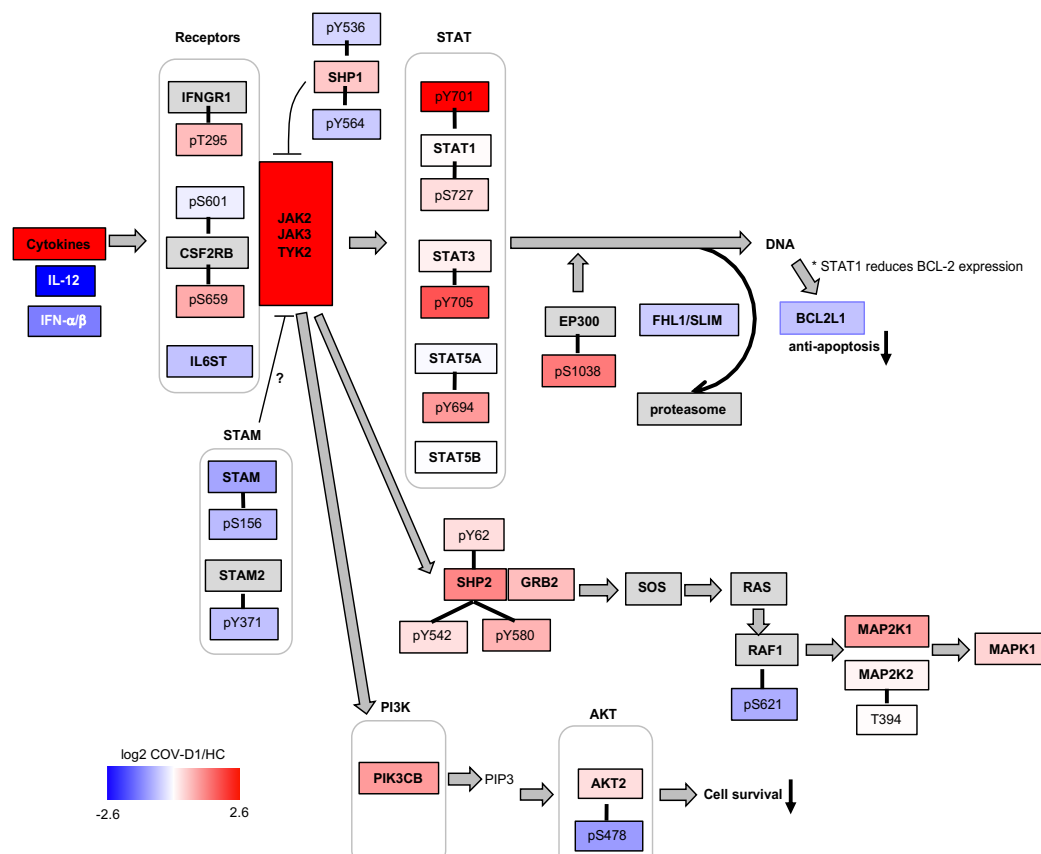 Receptors
STAT
pY536
SHP1
pY564
IFNGR1
pT295
pS601
CSF2RB
pS659
IL6ST
Cytokines
IL-12
IFN-α/β
JAK2
JAK3
TYK2
pY701
STAT1
pS727
STAT3
pY705
STAT5A
pY694
STAT5B
EP300
pS1038
FHL1/SLIM
proteasome
DNA
* STAT1 reduces BCL-2 expression
BCL2L1
anti-apoptosis
?
STAM
STAM
pS156
STAM2
pY371
pY62
SHP2
GRB2
pY542
pY580
SOS
RAS
RAF1
pS621
MAP2K1
MAP2K2
T394
MAPK1
PI3K
PIK3CB
PIP3
AKT
AKT2
pS478
Cell survival
log2 COV-D1/HC
-2.6
2.6